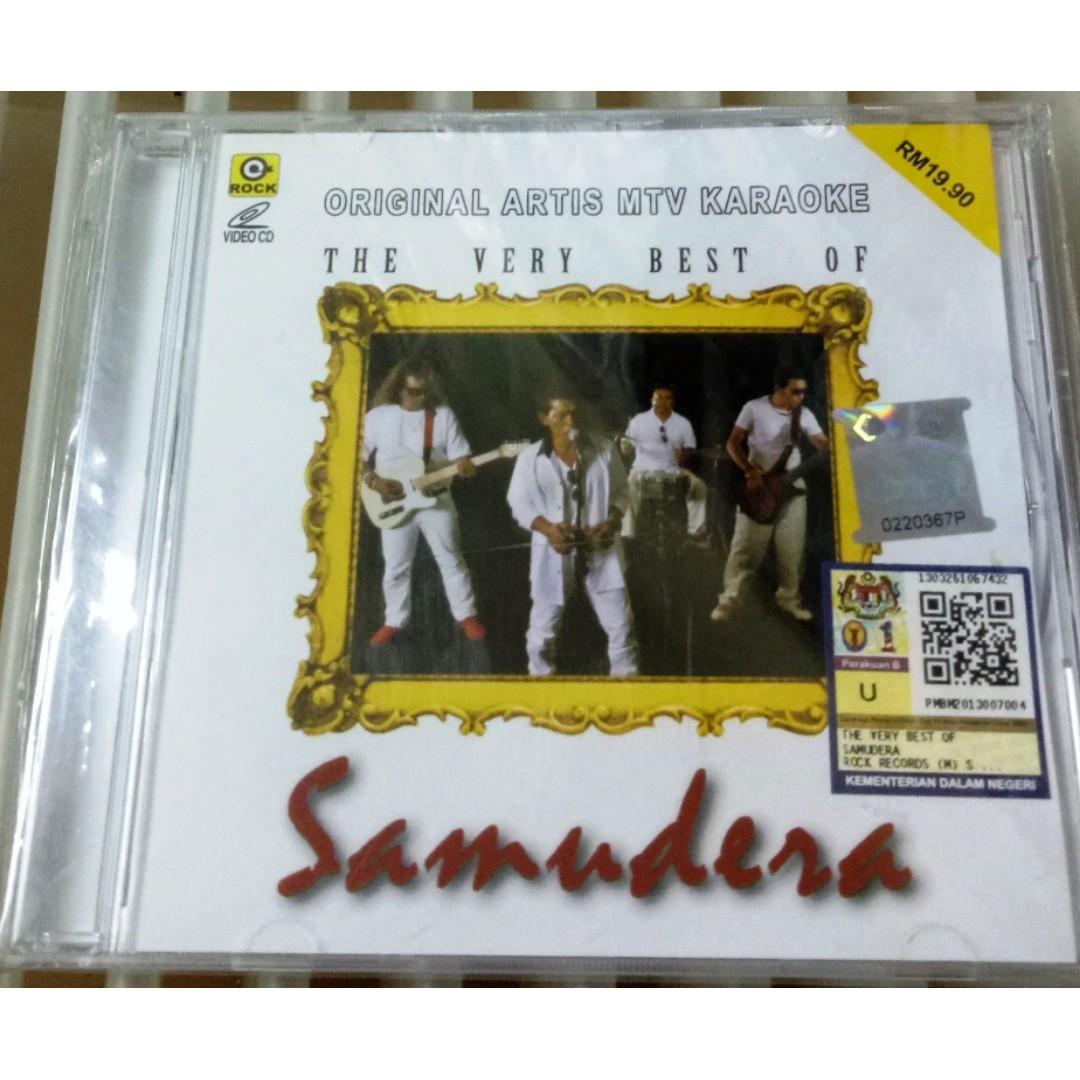 ROCK
VIDEO CD
RM19.90
ORIGINAL ARTIS MTV KARAOKE
THE VERY BEST OF
0220367P
1303261067432
Perakuan B
U
PMBM2013007004
THE VERY BEST OF
SAMUDERA
ROCK RECORDS (M) S ...
KEMENTERIAN DALAM NEGERI
Samudera